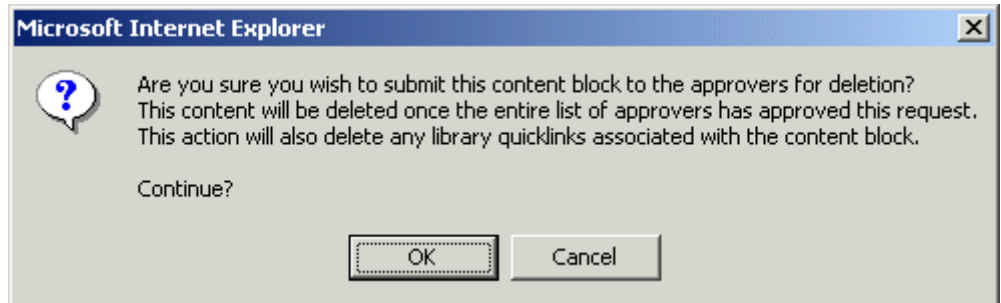 Microsoft Internet Explorer
Are you sure you wish to submit this content block to the approvers for deletion?
This content will be deleted once the entire list of approvers has approved this request.
This action will also delete any library quicklinks associated with the content block.
Continue?
OK
Cancel